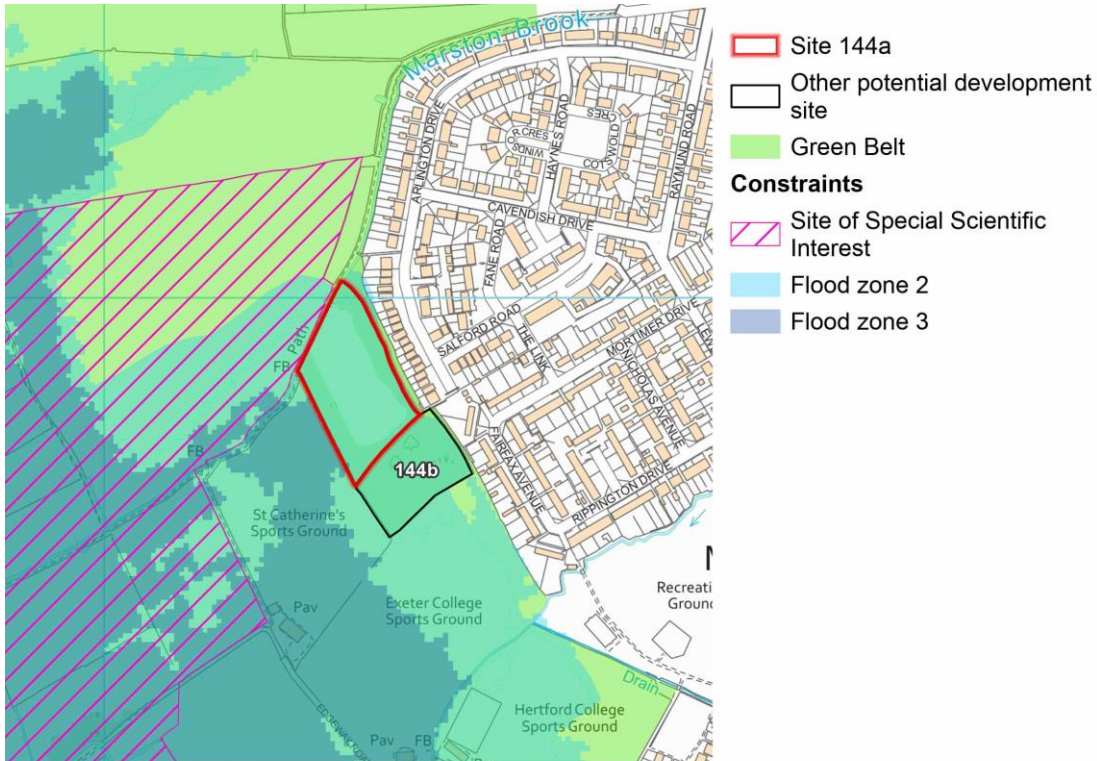 Marston Brook
ARLINGTON DRIVE
HAYNES ROAD
CRES
COTSWOLD
RAYMUND ROAD
CRES
WINDSOR
CAVENDISH DRIVE
FANE ROAD
SALFORD ROAD
THE LINK
MORTIMER DRIVE
NICHOLAS AVENUE
Path
FB
FAIRFAX AVENUE
RIPPINGTON DRIVE
144b
FB
St Catherine's
Sports Ground
Pav
Exeter College
Sports Ground
Recreati
Ground
Drain
Hertford College
Sports Ground
Pav
FB
Site 144a
Other potential development
site
Green Belt
Constraints
Site of Special Scientific
Interest
Flood zone 2
Flood zone 3